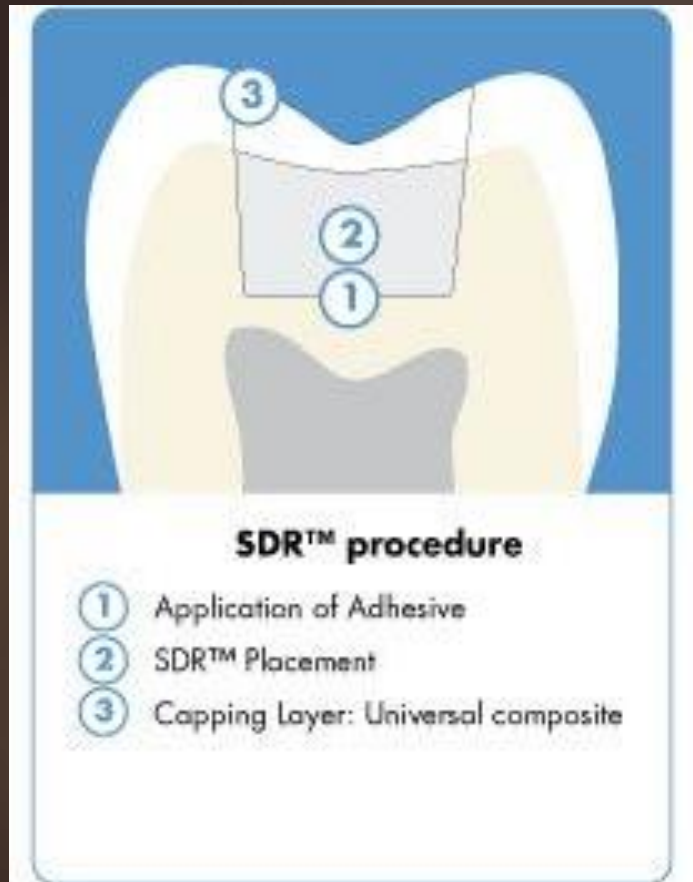 3
2
1
SDR™ procedure
1 Application of Adhesive
2 SDR™ Placement
3 Capping Layer: Universal composite